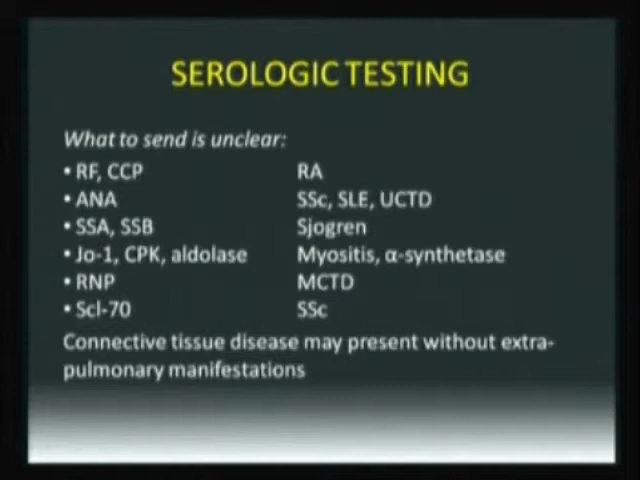 SEROLOGIC TESTING
What to send is unclear:
• RF, CCP RA
• ANA SSc, SLE, UCTD
• SSA, SSB Sjogren
• Jo-1, CPK, aldolase Myositis, α-synthetase
• RNP MCTD
• Scl-70 SSc
Connective tissue disease may present without extra-
pulmonary manifestations